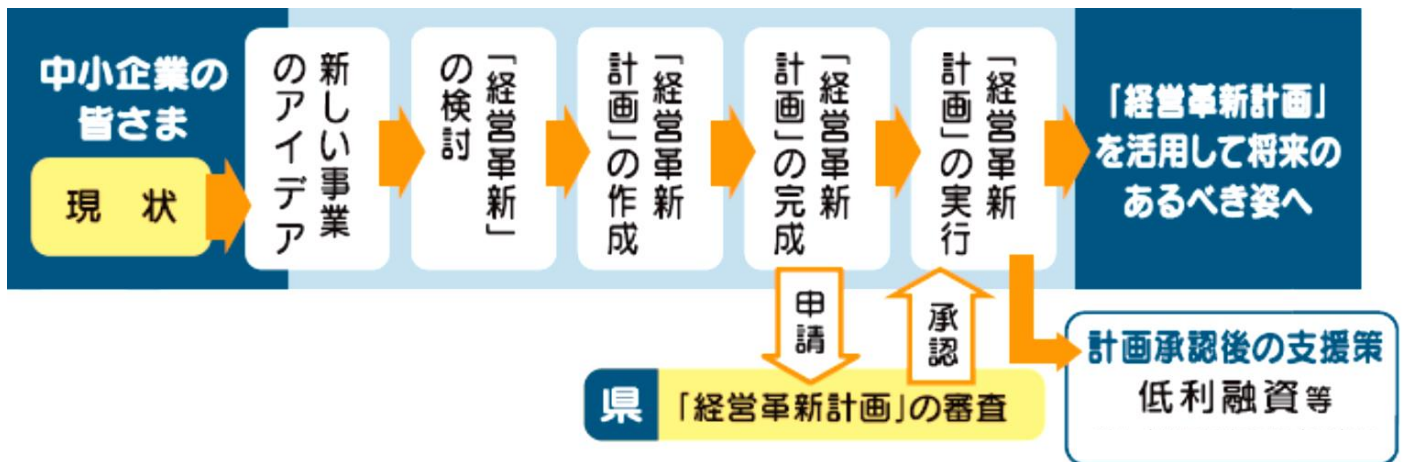 中小企業の
皆さま
現　状
新しい事業
のアイデア
「経営革新」
の検討
「経営革新
計画」の作成
「経営革新
計画」の完成
「経営革新
計画」の実行
「経営革新計画」
を活用して将来の
あるべき姿へ
申請
承認
県
「経営革新計画」の審査
計画承認後の支援策
低利融資等